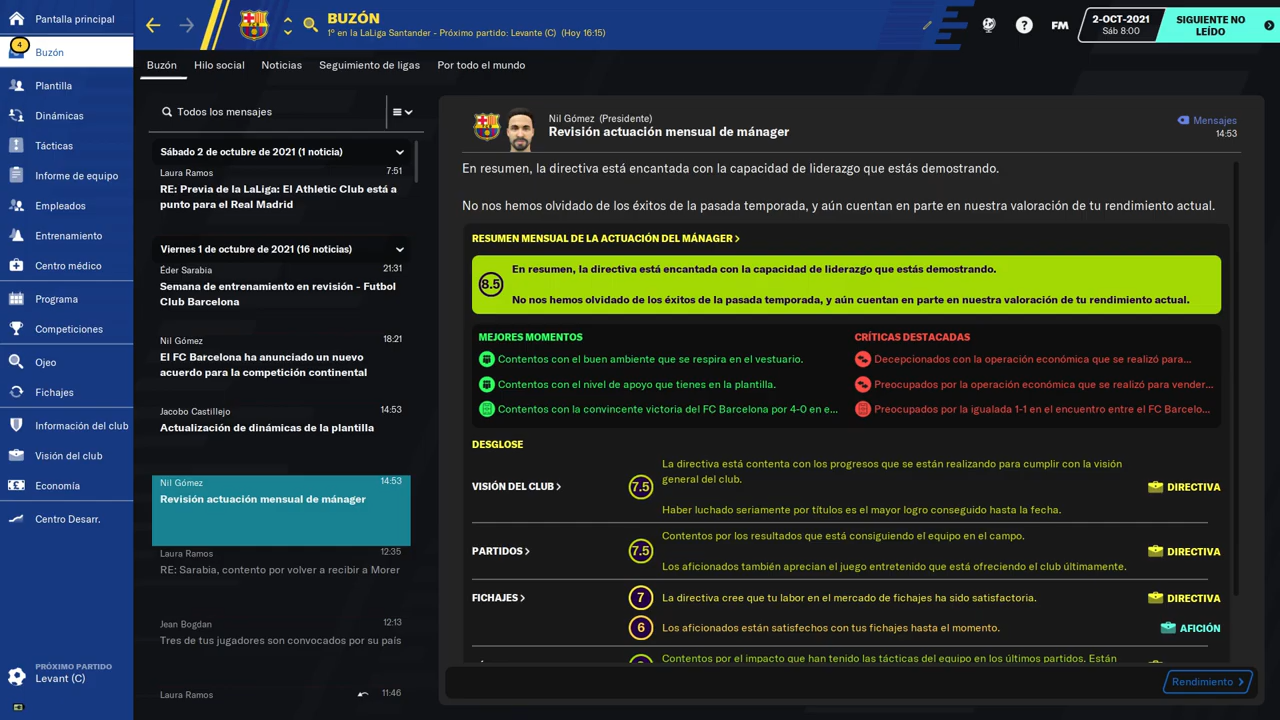 Pantalla principal
4
Buzón
Plantilla
Dinámicas
Tácticas
Informe de equipo
Empleados
Entrenamiento
Centro médico
Programa
Competiciones
Ojeo
Fichajes
Información del club
Visión del club
Economía
Centro Desarr.
PRÓXIMO PARTIDO
Levant (C)
BUZÓN
1º en la LaLiga Santander - Próximo partido: Levante (C) (Hoy 16:15)
?
FM
2-OCT-2021
Sáb 8:00
SIGUIENTE NO LEÍDO
Buzón
Hilo social
Noticias
Seguimiento de ligas
Por todo el mundo
Todos los mensajes
Sábado 2 de octubre de 2021 (1 noticia)
Laura Ramos 7:51
RE: Previa de la LaLiga: El Athletic Club está a
punto para el Real Madrid
Viernes 1 de octubre de 2021 (16 noticias)
Éder Sarabia 21:31
Semana de entrenamiento en revisión - Futbol
Club Barcelona
Nil Gómez 18:21
El FC Barcelona ha anunciado un nuevo
acuerdo para la competición continental
Jacobo Castillejo 14:53
Actualización de dinámicas de la plantilla
Nil Gómez 14:53
Revisión actuación mensual de mánager
Laura Ramos 12:35
RE: Sarabia, contento por volver a recibir a Morer
Jean Bogdan 12:13
Tres de tus jugadores son convocados por su país
Laura Ramos 11:46
Nil Gómez (Presidente)
Revisión actuación mensual de mánager
Mensajes
14:53
En resumen, la directiva está encantada con la capacidad de liderazgo que estás demostrando.
No nos hemos olvidado de los éxitos de la pasada temporada, y aún cuentan en parte en nuestra valoración de tu rendimiento actual.
RESUMEN MENSUAL DE LA ACTUACIÓN DEL MÁNAGER >
8.5
En resumen, la directiva está encantada con la capacidad de liderazgo que estás demostrando.
No nos hemos olvidado de los éxitos de la pasada temporada, y aún cuentan en parte en nuestra valoración de tu rendimiento actual.
MEJORES MOMENTOS
Contentos con el buen ambiente que se respira en el vestuario.
Contentos con el nivel de apoyo que tienes en la plantilla.
Contentos con la convincente victoria del FC Barcelona por 4-0 en e...
CRÍTICAS DESTACADAS
Decepcionados con la operación económica que se realizó para...
Preocupados por la operación económica que se realizó para vender...
Preocupados por la igualada 1-1 en el encuentro entre el FC Barcelo...
DESGLOSE
VISIÓN DEL CLUB >
7.5
La directiva está contenta con los progresos que se están realizando para cumplir con la visión
general del club.
Haber luchado seriamente por títulos es el mayor logro conseguido hasta la fecha.
DIRECTIVA
PARTIDOS >
7.5
Contentos por los resultados que está consiguiendo el equipo en el campo.
Los aficionados también aprecian el juego entretenido que está ofreciendo el club últimamente.
DIRECTIVA
FICHAJES >
7
La directiva cree que tu labor en el mercado de fichajes ha sido satisfactoria.
DIRECTIVA
6
Los aficionados están satisfechos con tus fichajes hasta el momento.
AFICIÓN
Contentos por el impacto que han tenido las tácticas del equipo en los últimos partidos. Están
Rendimiento >